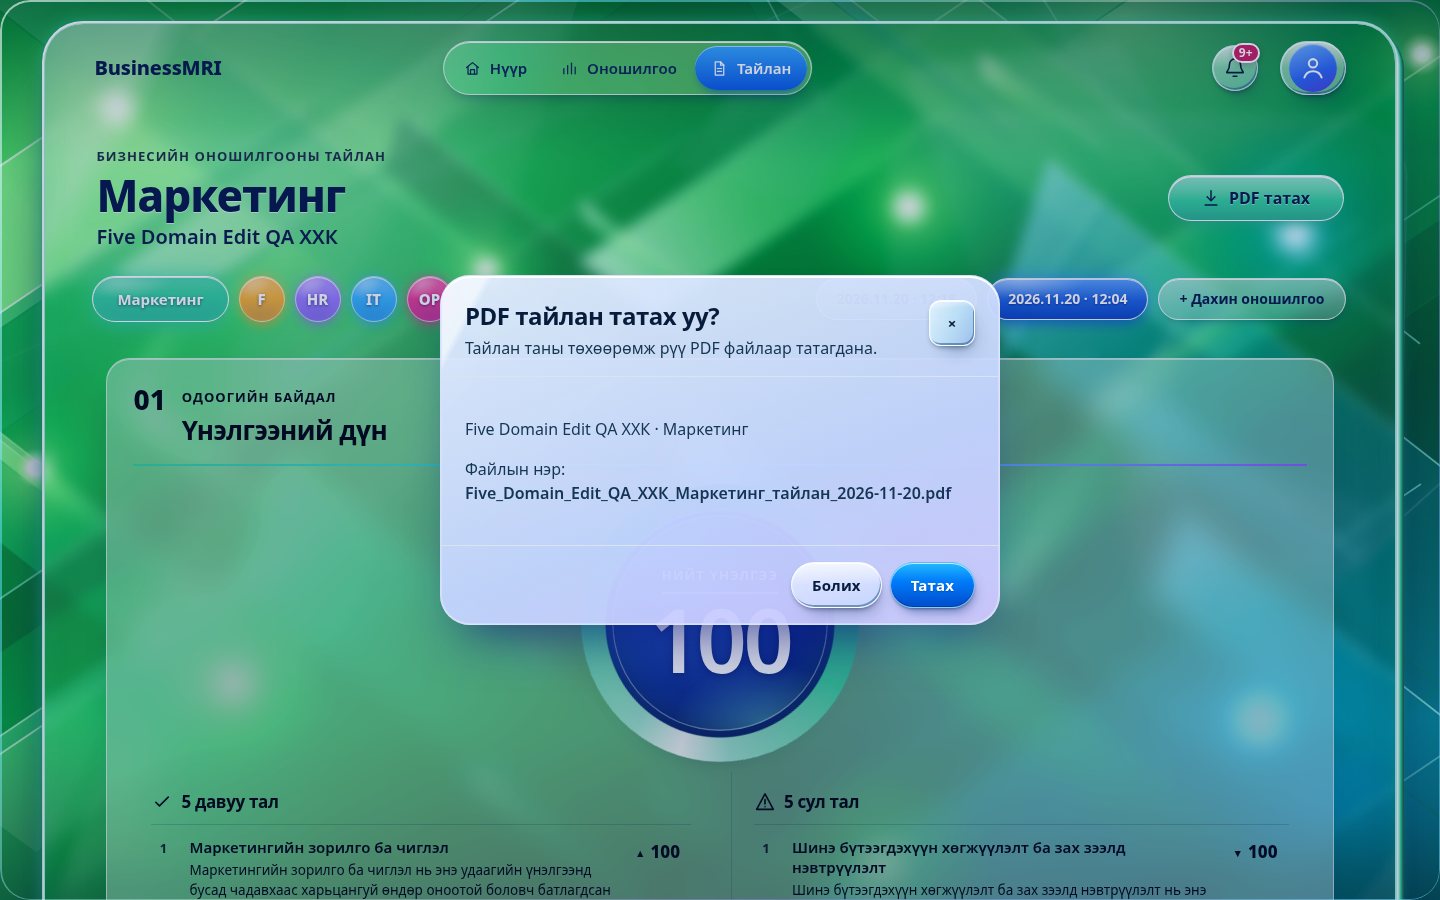 BusinessMRI
Нүүр
Оношилгоо
Тайлан
9+
БИЗНЕСИЙН ОНОШИЛГООНЫ ТАЙЛАН
Маркетинг
Five Domain Edit QA ХХК
PDF татах
Маркетинг
F
HR
IT
OP
2026.11.20 · 12:04
+ Дахин оношилгоо
PDF тайлан татах уу?
×
Тайлан таны төхөөрөмж рүү PDF файлаар татагдана.
Five Domain Edit QA ХХК · Маркетинг
Файлын нэр:
Five_Domain_Edit_QA_ХХК_Маркетинг_тайлан_2026-11-20.pdf
Болих
Татах
01
ОДООГИЙН БАЙДАЛ
Үнэлгээний дүн
НИЙТ ҮНЭЛГЭЭ
100
5 давуу тал
1 Маркетингийн зорилго ба чиглэл ▲ 100
Маркетингийн зорилго ба чиглэл нь энэ удаагийн үнэлгээнд
бусад чадавхаас харьцангуй өндөр оноотой боловч батлагдсан
5 сул тал
1 Шинэ бүтээгдэхүүн хөгжүүлэлт ба зах зээлд ▼ 100
нэвтрүүлэлт
Шинэ бүтээгдэхүүн хөгжүүлэлт ба зах зээлд нэвтрүүлэлт нь энэ